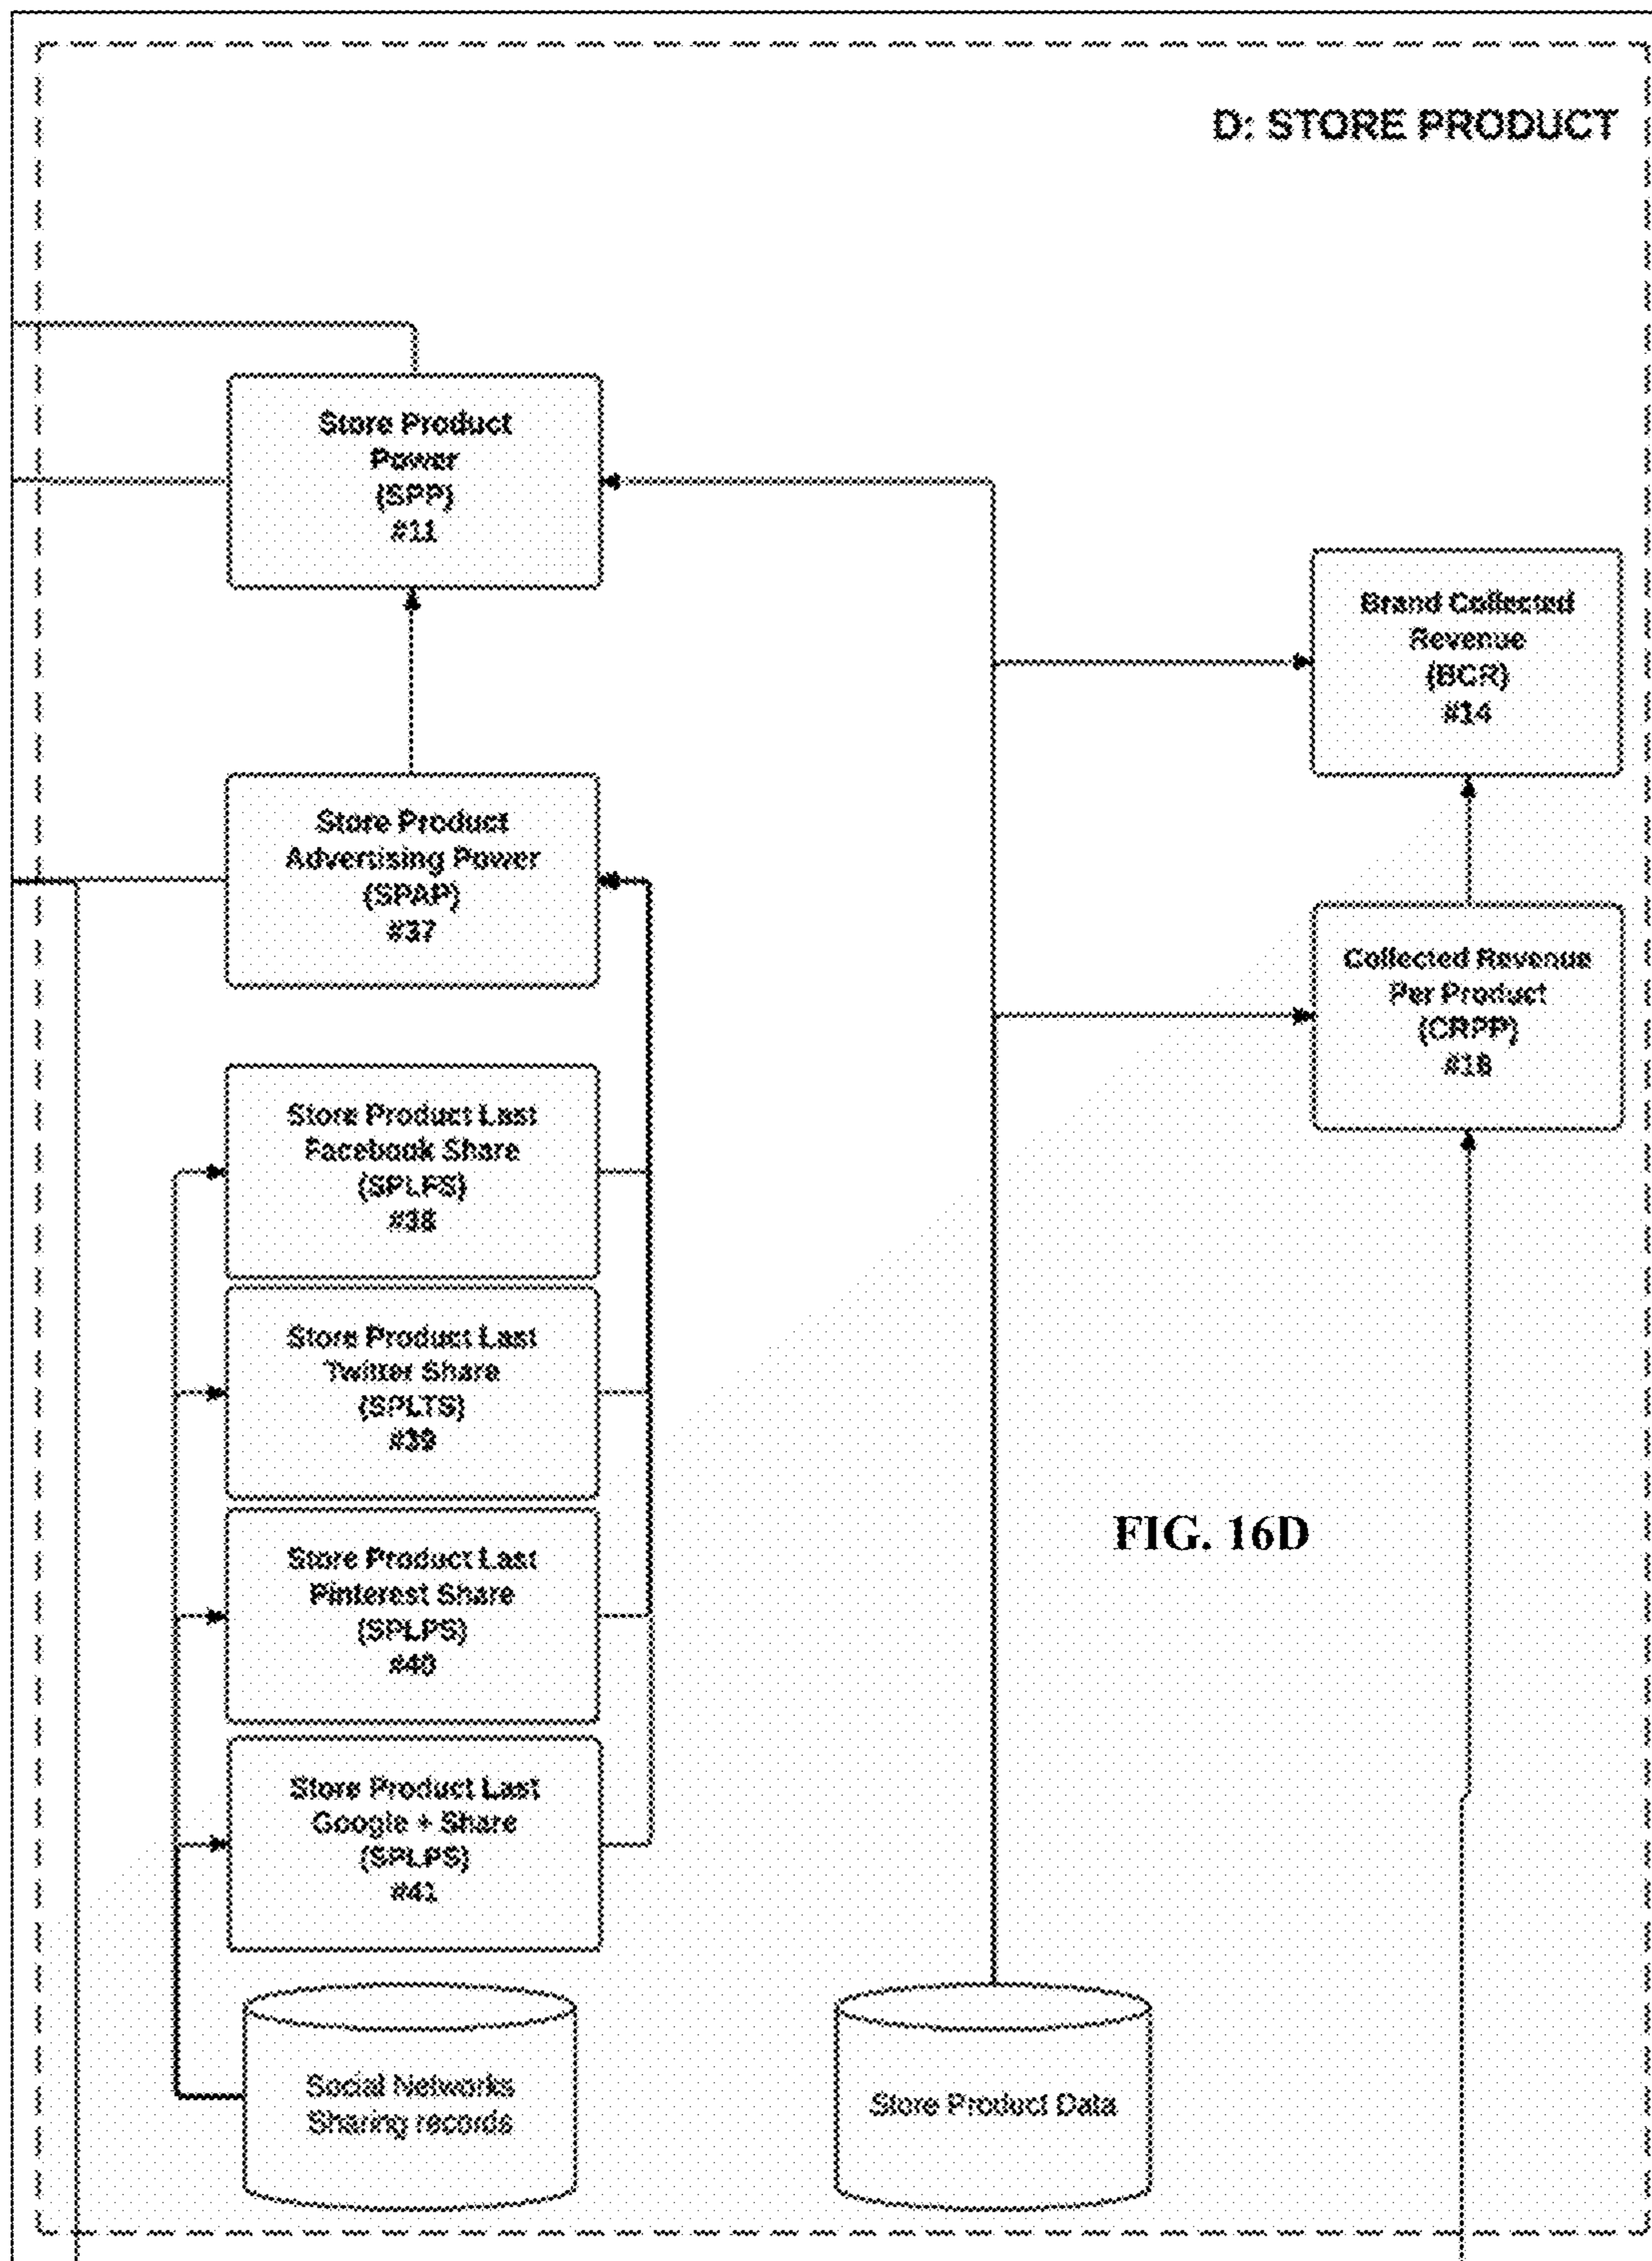 D: STORE PRODUCT
Store Product
Power
(SPP)
#11
Brand Collected
Revenue
(BCR)
#14
Store Product
Advertising Power
(SPAP)
#37
Collected Revenue
Per Product
(CRPP)
#18
Store Product Last
Facebook Share
(SPLFS)
#38
Store Product Last
Twitter Share
(SPLTS)
#39
FIG. 16D
Store Product Last
Pinterest Share
(SPLPS)
#40
Store Product Last
Google + Share
(SPLPS)
#41
Social Networks
Sharing records
Store Product Data